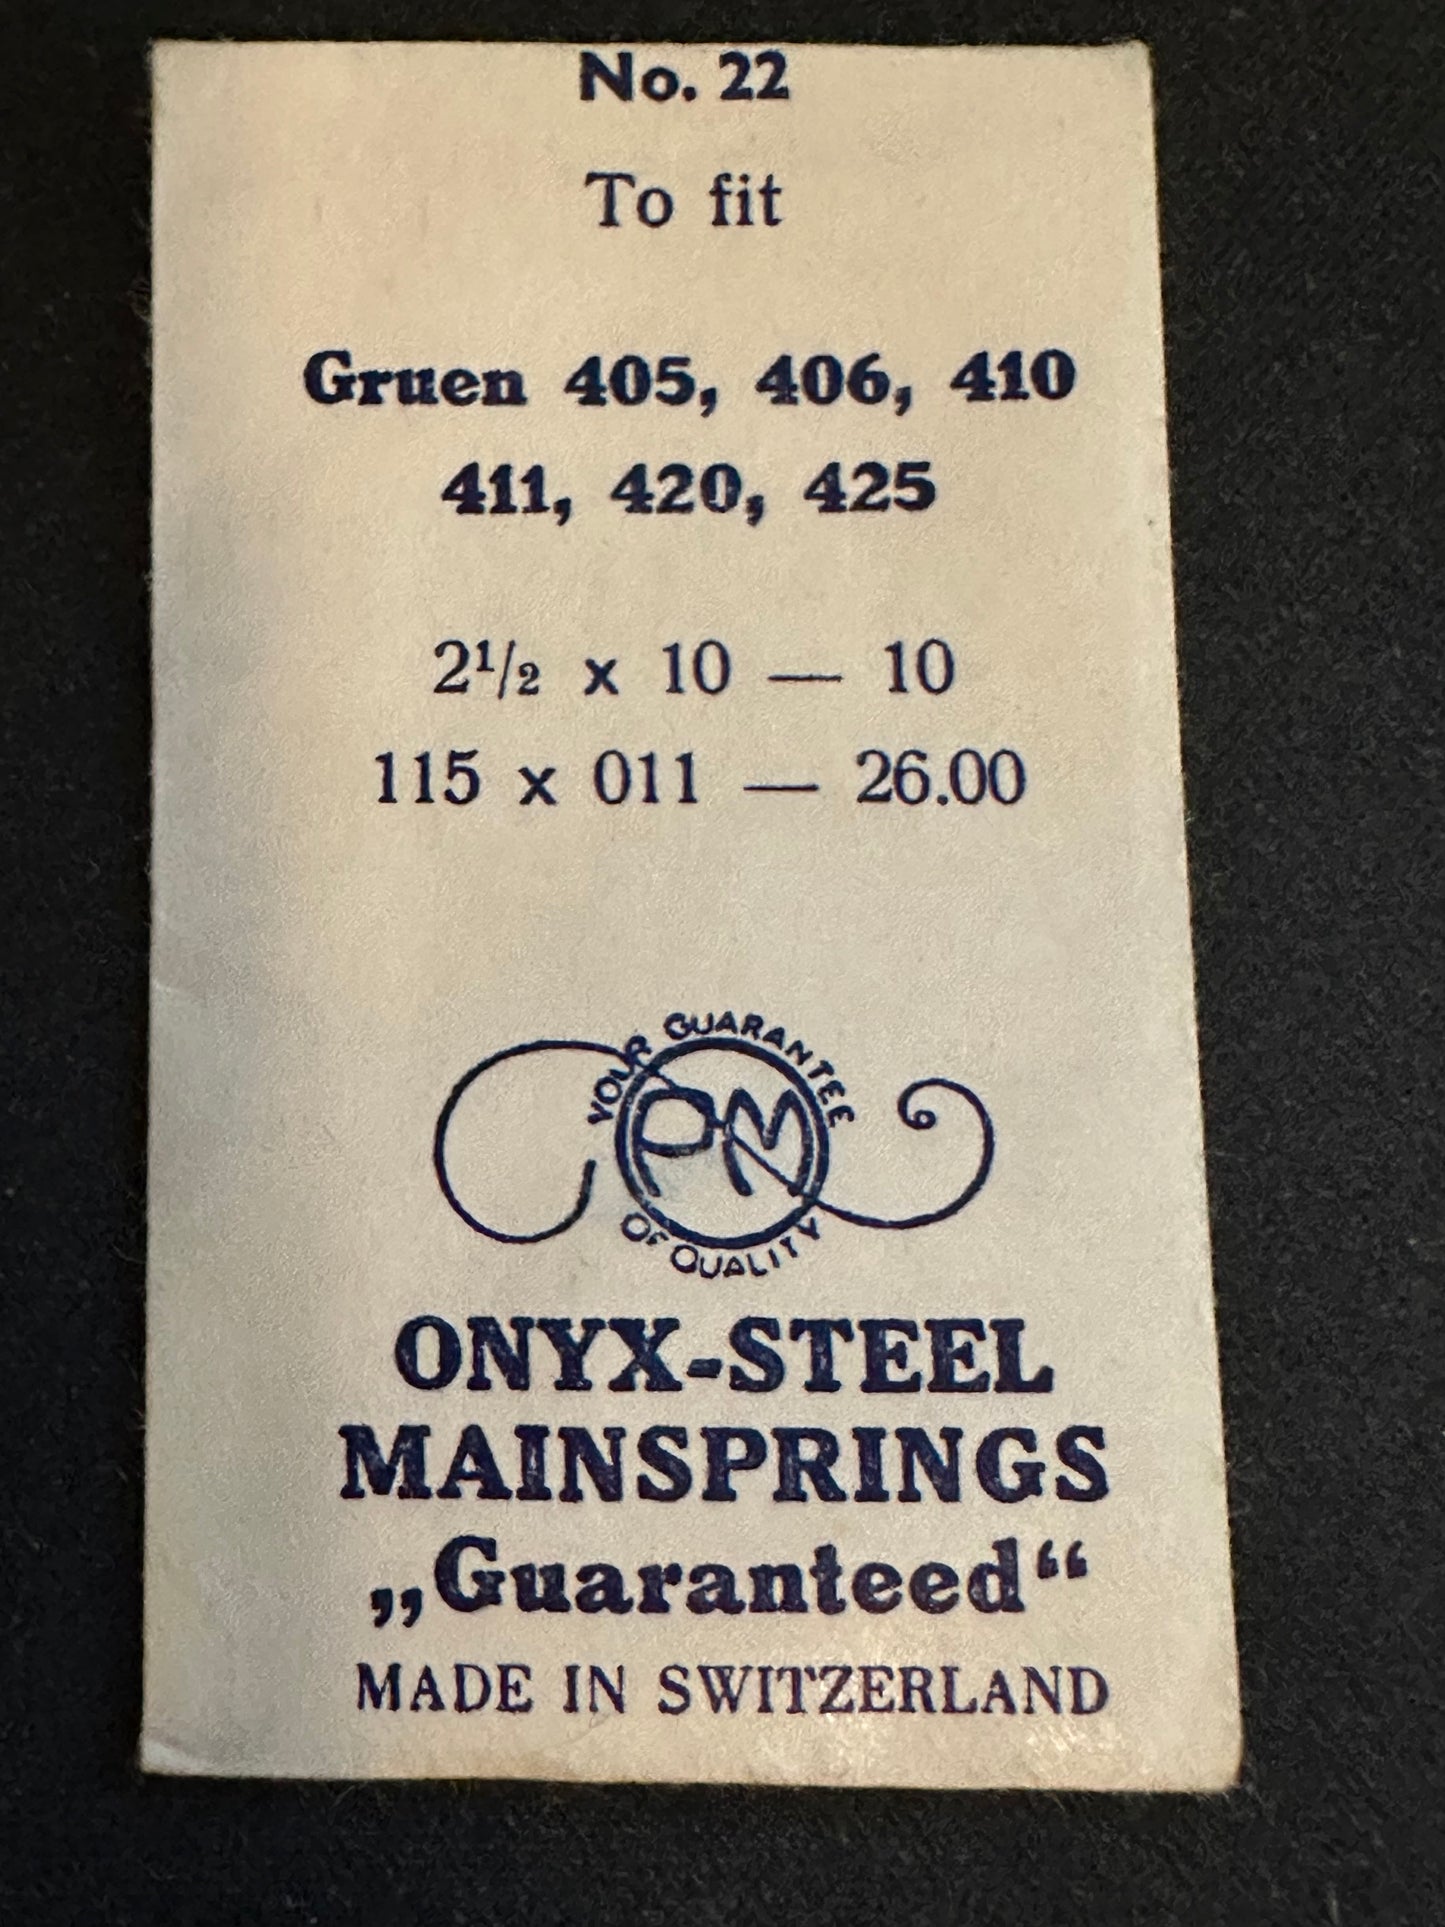 No. 22
To fit
Gruen 405, 406, 410
411, 420, 425
2¹/₂ x 10 — 10
115 x 011 — 26.00
YOUR GUARANTEE
PM
OF QUALITY
ONYX-STEEL
MAINSPRINGS
„Guaranteed“
MADE IN SWITZERLAND